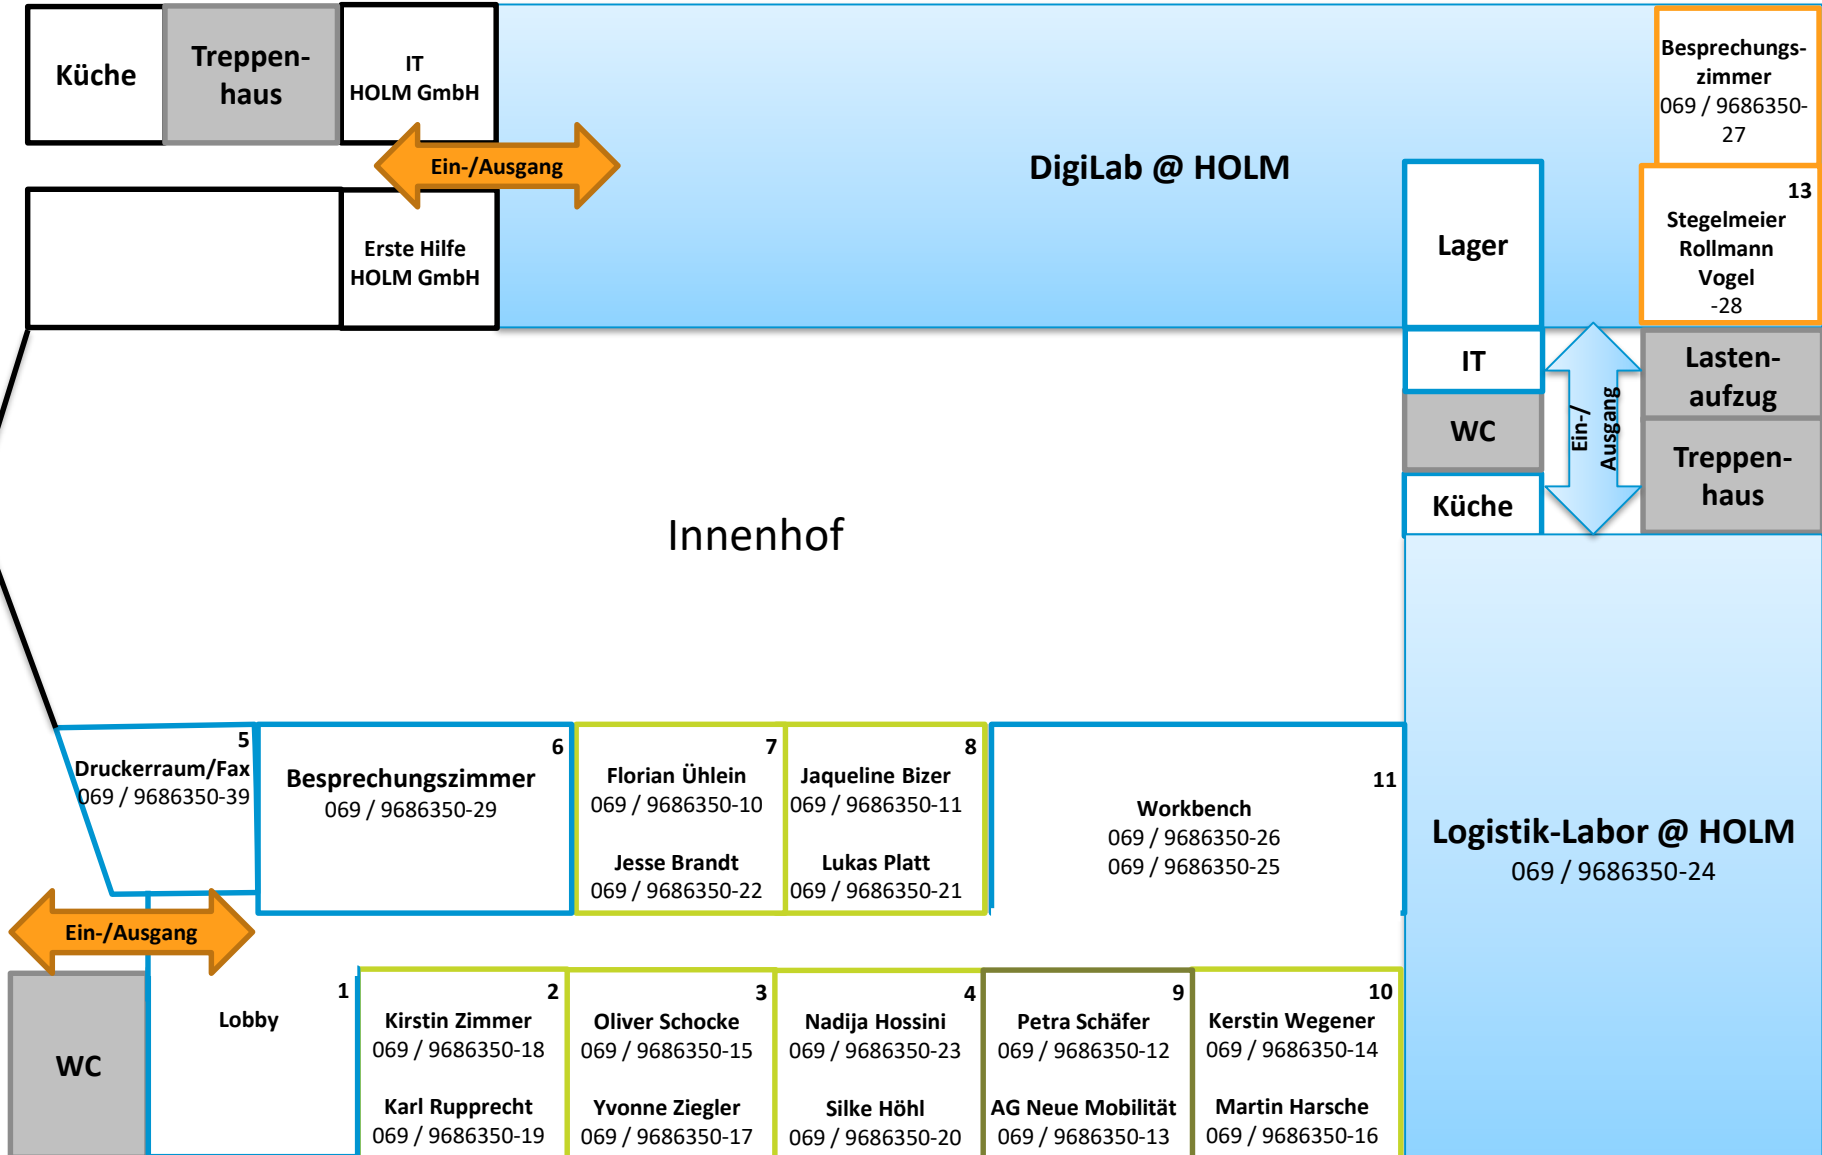 Küche
Treppen-
haus
IT
HOLM GmbH
Ein-/Ausgang
Erste Hilfe
HOLM GmbH
DigiLab @ HOLM
Besprechungs-
zimmer
069 / 9686350-
27
13
Stegelmeier
Rollmann
Vogel
-28
Lager
IT
WC
Küche
Ein-/
Ausgang
Lasten-
aufzug
Treppen-
haus
Innenhof
5
Druckerraum/Fax
069 / 9686350-39
6
Besprechungszimmer
069 / 9686350-29
7
Florian Ühlein
069 / 9686350-10
Jesse Brandt
069 / 9686350-22
8
Jaqueline Bizer
069 / 9686350-11
Lukas Platt
069 / 9686350-21
11
Workbench
069 / 9686350-26
069 / 9686350-25
Logistik-Labor @ HOLM
069 / 9686350-24
Ein-/Ausgang
WC
1
Lobby
2
Kirstin Zimmer
069 / 9686350-18
Karl Rupprecht
069 / 9686350-19
3
Oliver Schocke
069 / 9686350-15
Yvonne Ziegler
069 / 9686350-17
4
Nadija Hossini
069 / 9686350-23
Silke Höhl
069 / 9686350-20
9
Petra Schäfer
069 / 9686350-12
AG Neue Mobilität
069 / 9686350-13
10
Kerstin Wegener
069 / 9686350-14
Martin Harsche
069 / 9686350-16